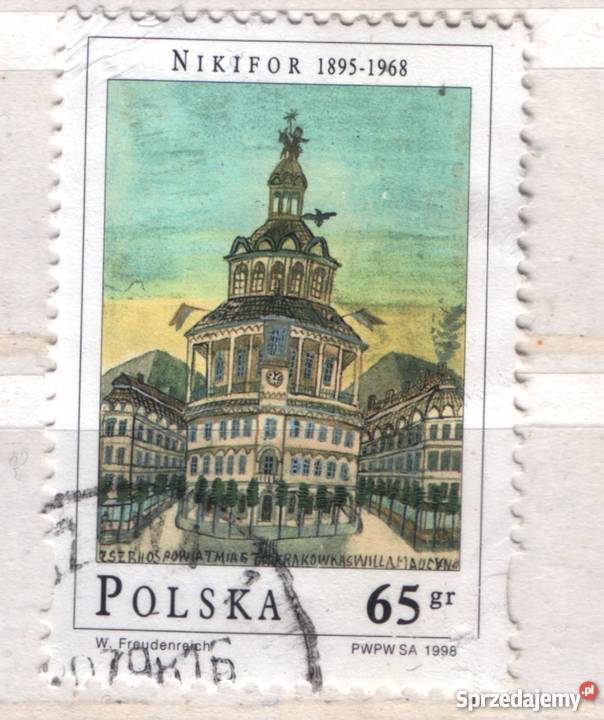 NIKIFOR 1895-1968
POLSKA 65 gr
W. Freudenreich PWPW SA 1998
Sprzedajemy.pl